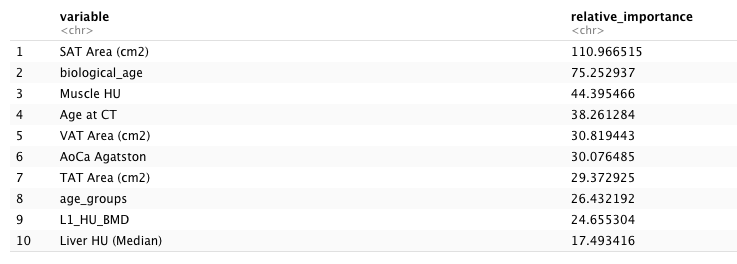 variable relative_importance
<chr> <chr>
1 SAT Area (cm2) 110.966515
2 biological_age 75.252937
3 Muscle HU 44.395466
4 Age at CT 38.261284
5 VAT Area (cm2) 30.819443
6 AoCa Agatston 30.076485
7 TAT Area (cm2) 29.372925
8 age_groups 26.432192
9 L1_HU_BMD 24.655304
10 Liver HU (Median) 17.493416